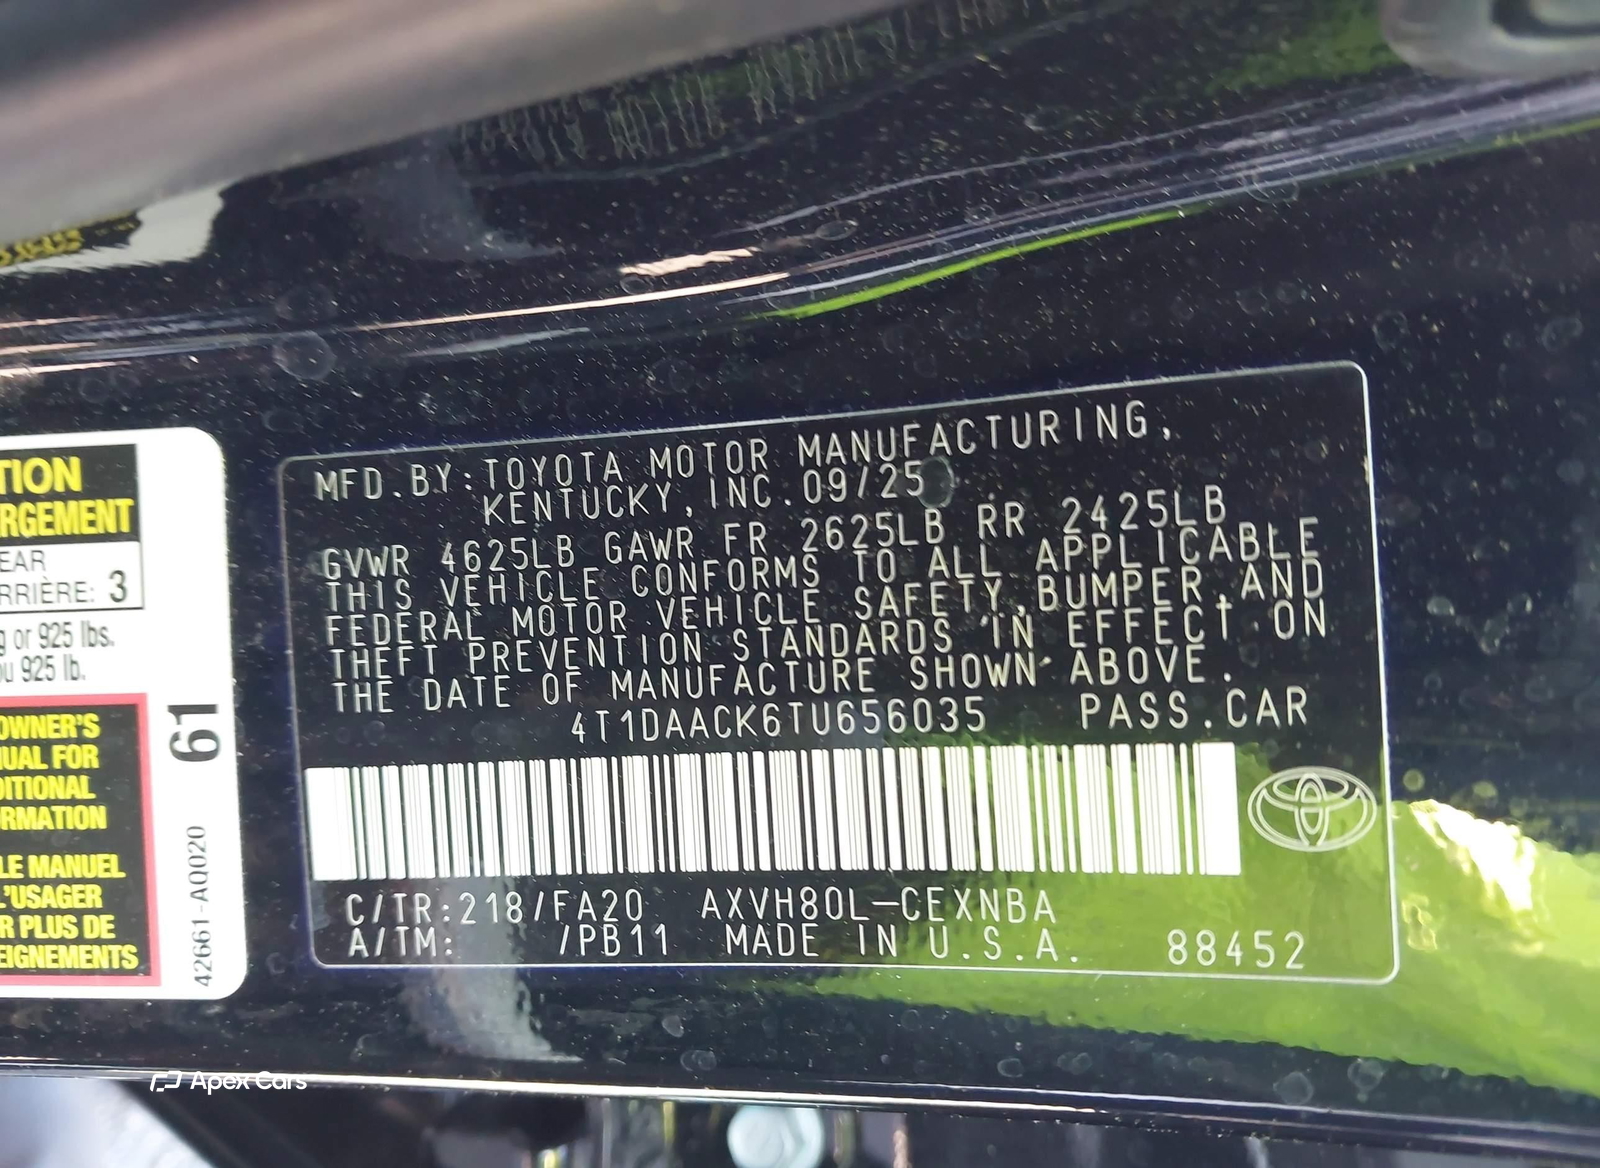 MFD.BY:TOYOTA MOTOR MANUFACTURING,
KENTUCKY, INC. 09/25
GVWR 4625LB GAWR FR 2625LB RR 2425LB
THIS VEHICLE CONFORMS TO ALL APPLICABLE
FEDERAL MOTOR VEHICLE SAFETY,BUMPER,AND
THEFT PREVENTION STANDARDS IN EFFECT ON
THE DATE OF MANUFACTURE SHOWN ABOVE.
4T1DAACK6TU656035 PASS.CAR
C/TR:218/FA20 AXVH80L-CEXNBA
A/TM: /PB11 MADE IN U.S.A. 88452
TION
RGEMENT
EAR
RRIÈRE: 3
g or 925 lbs.
ou 925 lb.
OWNER'S
NUAL FOR
DITIONAL
ORMATION
LE MANUEL
L'USAGER
R PLUS DE
EIGNEMENTS
61
42661-A0020
Apex Cars